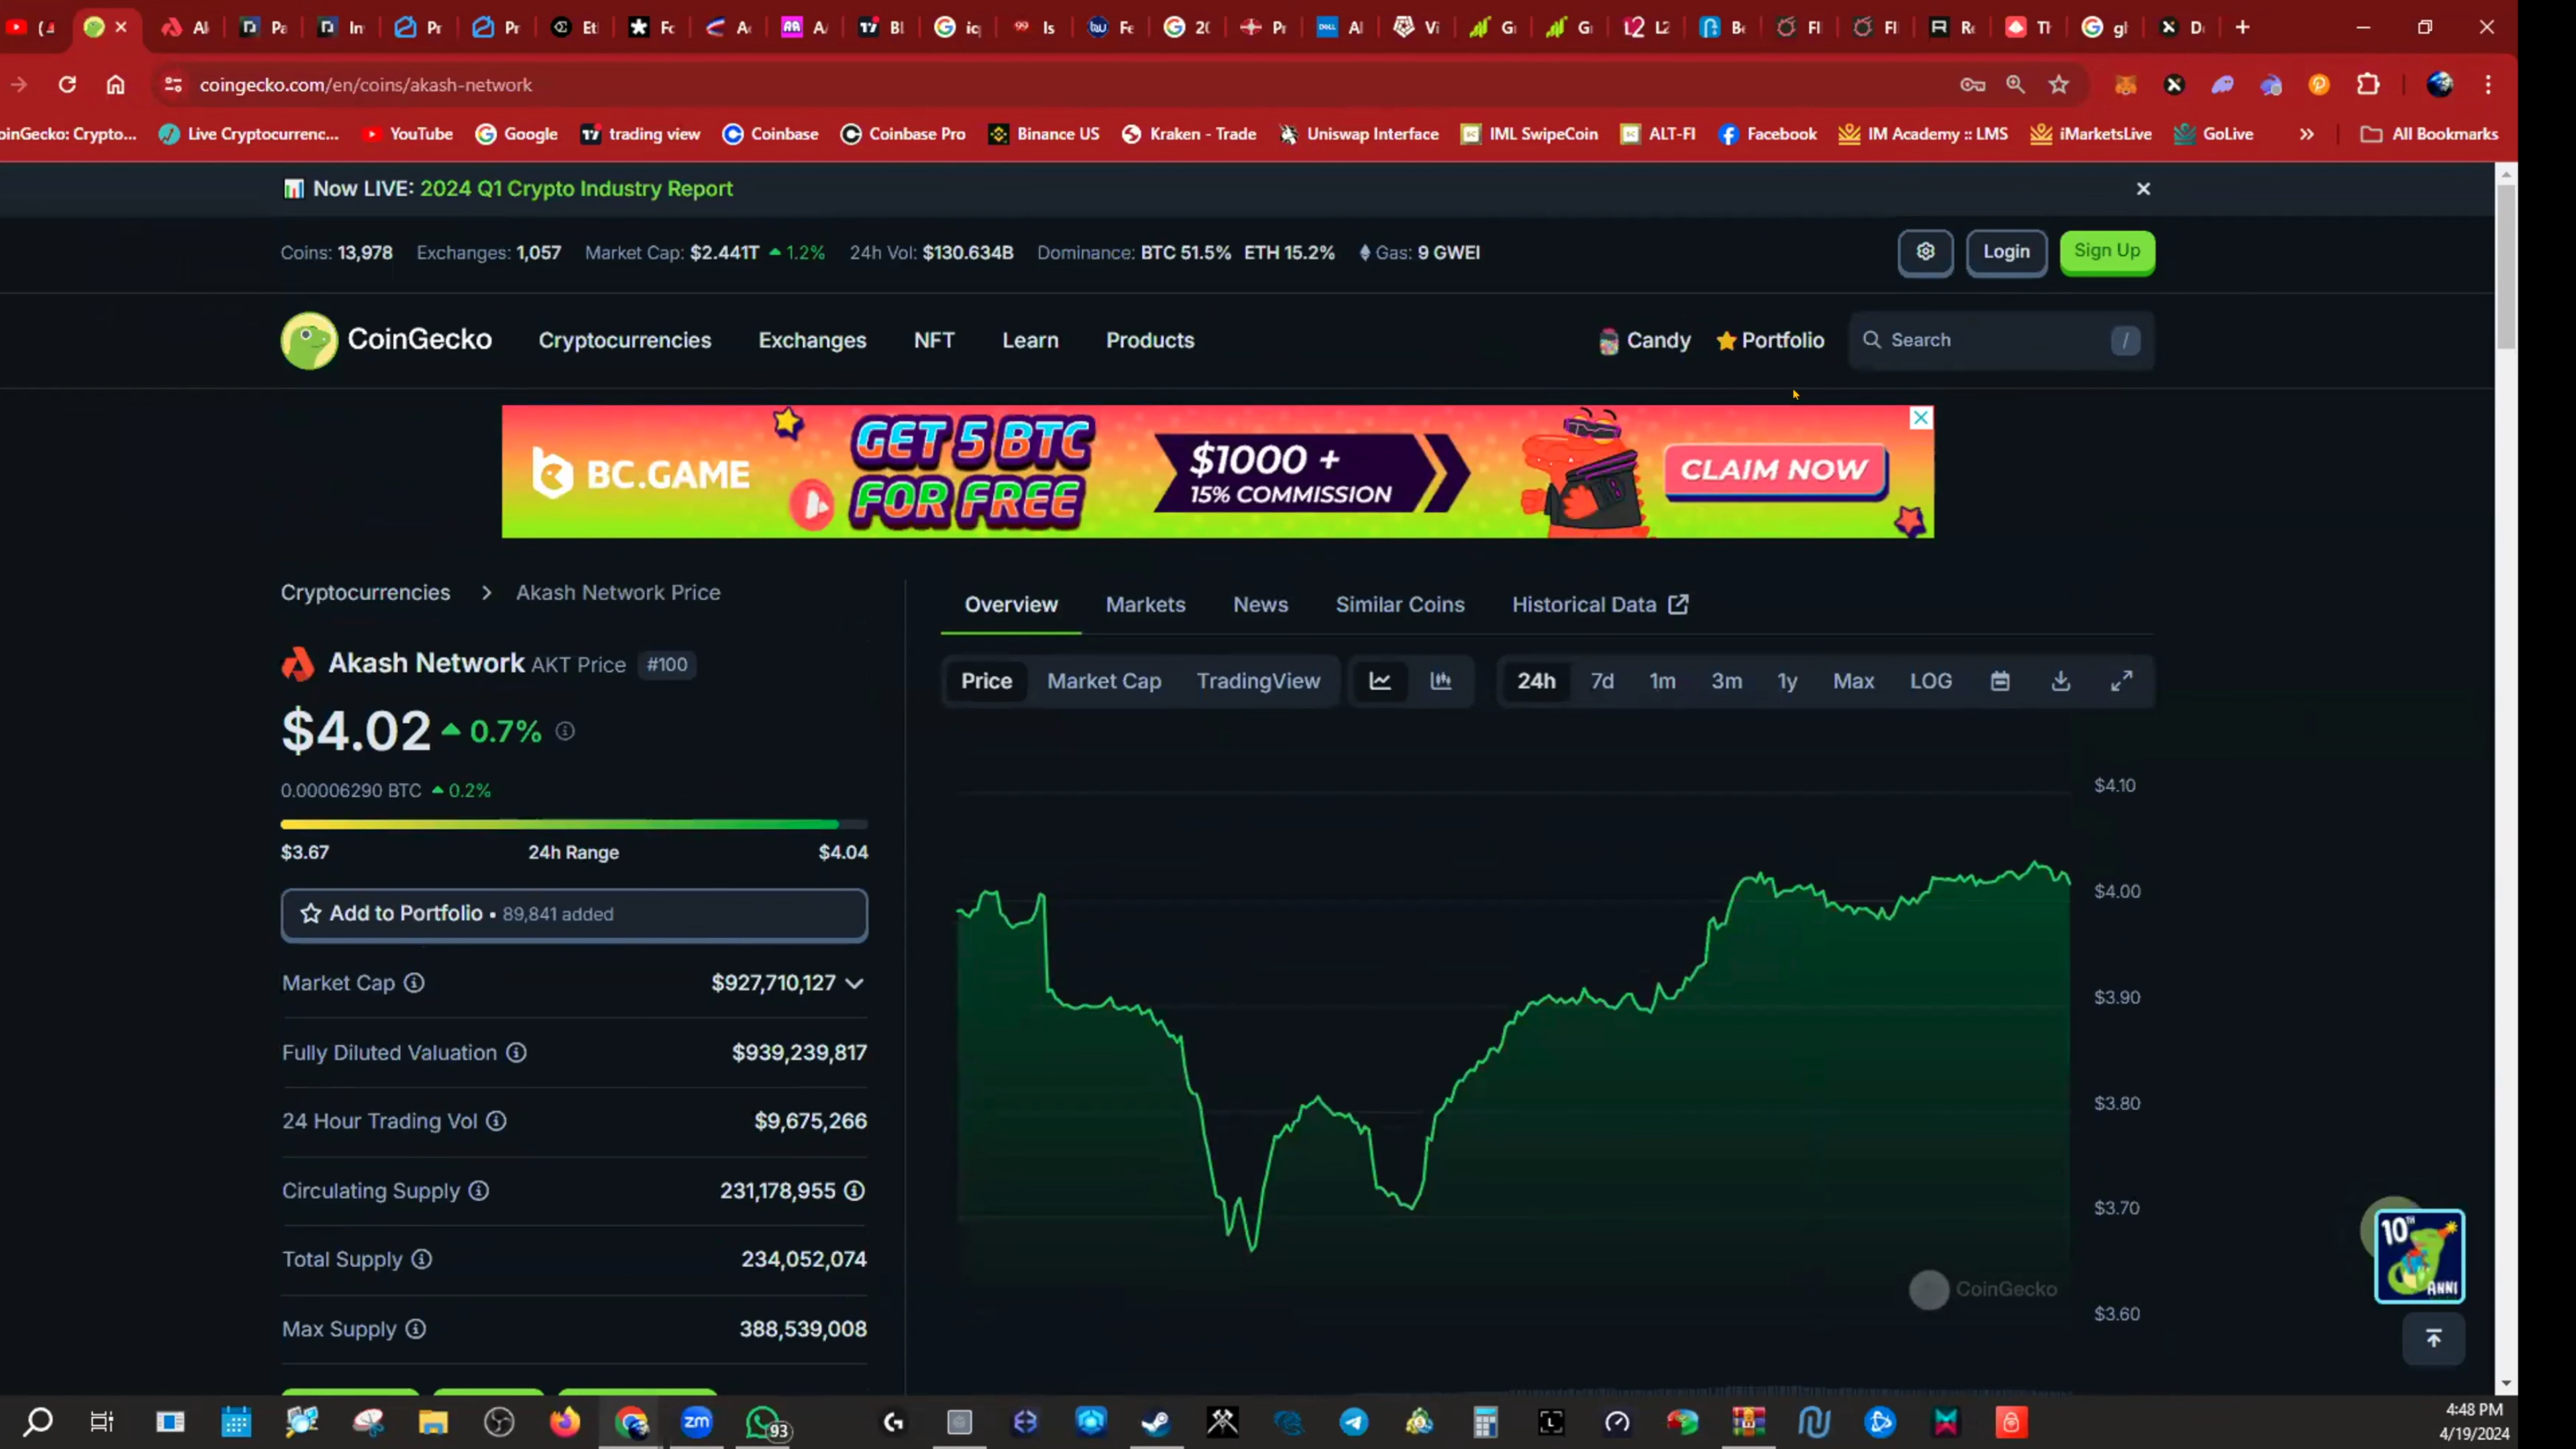 coingecko.com/en/coins/akash-network
oinGecko: Crypto...
Live Cryptocurrenc...
YouTube
Google
trading view
Coinbase
Coinbase Pro
Binance US
Kraken - Trade
Uniswap Interface
IML SwipeCoin
ALT-FI
Facebook
IM Academy :: LMS
iMarketsLive
GoLive
All Bookmarks
Now LIVE: 2024 Q1 Crypto Industry Report
Coins: 13,978 Exchanges: 1,057 Market Cap: $2.441T 1.2% 24h Vol: $130.634B Dominance: BTC 51.5% ETH 15.2% Gas: 9 GWEI
Login
Sign Up
CoinGecko
Cryptocurrencies
Exchanges
NFT
Learn
Products
Candy
Portfolio
Search /
BC.GAME
GET 5 BTC
FOR FREE
$1000 +
15% COMMISSION
CLAIM NOW
Cryptocurrencies > Akash Network Price
Akash Network AKT Price #100
$4.02 0.7%
0.00006290 BTC 0.2%
$3.67 24h Range $4.04
Add to Portfolio • 89,841 added
Market Cap $927,710,127
Fully Diluted Valuation $939,239,817
24 Hour Trading Vol $9,675,266
Circulating Supply 231,178,955
Total Supply 234,052,074
Max Supply 388,539,008
Overview Markets News Similar Coins Historical Data
Price Market Cap TradingView
24h 7d 1m 3m 1y Max LOG
$4.10
$4.00
$3.90
$3.80
$3.70
$3.60
CoinGecko
10TH
ANNI
zm
93
4:48 PM
4/19/2024